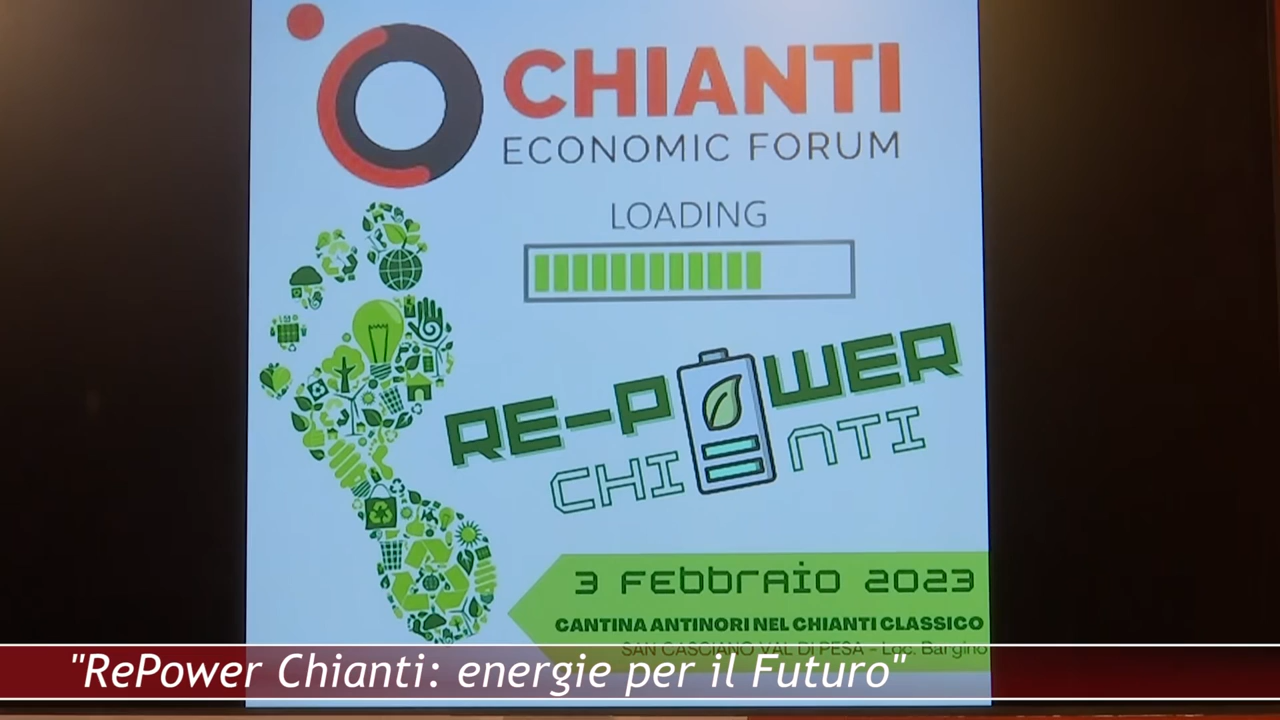 CHIANTI
ECONOMIC FORUM
LOADING
RE-POWER
CHIANTI
3 FEBBRAIO 2023
CANTINA ANTINORI NEL CHIANTI CLASSICO
SAN CASCIANO VAL DI PESA - Loc. Bargino
"RePower Chianti: energie per il Futuro"